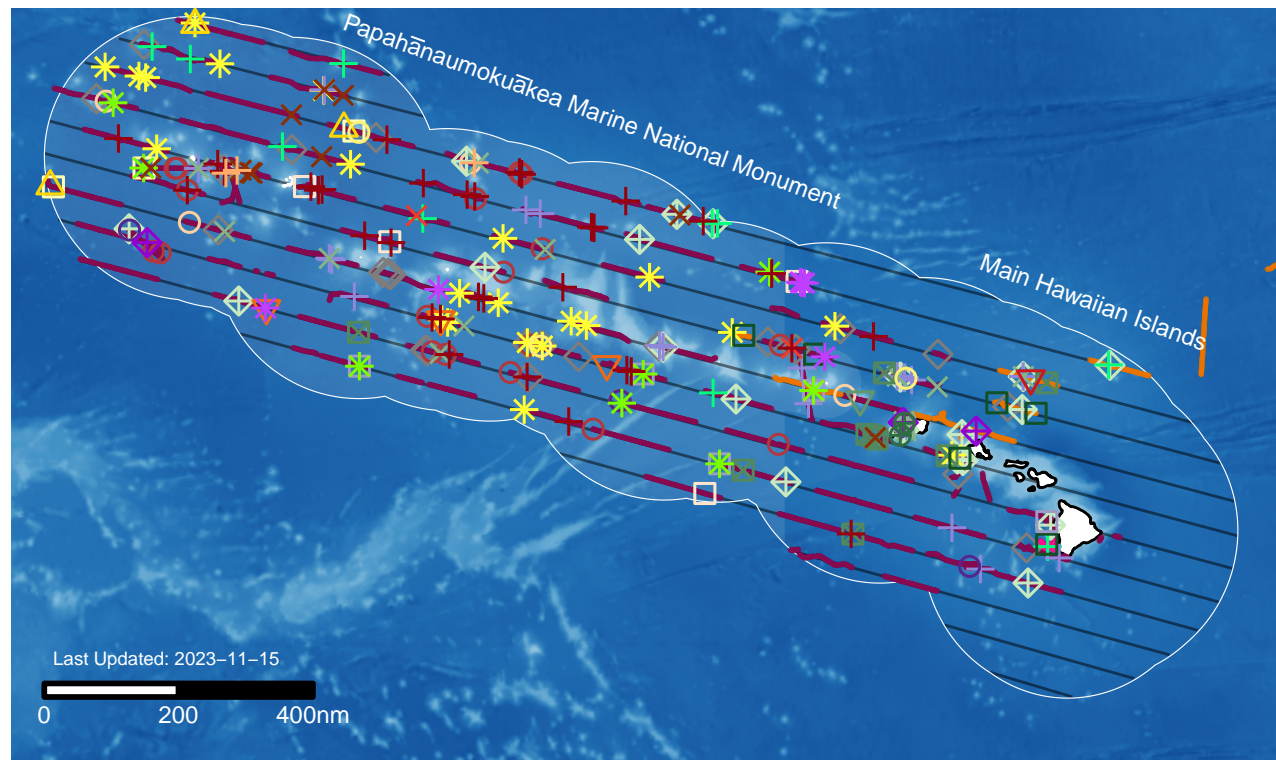 Papahānaumokuākea Marine National Monument
Main Hawaiian Islands
Last Updated: 2023−11−15
0 200 400nm